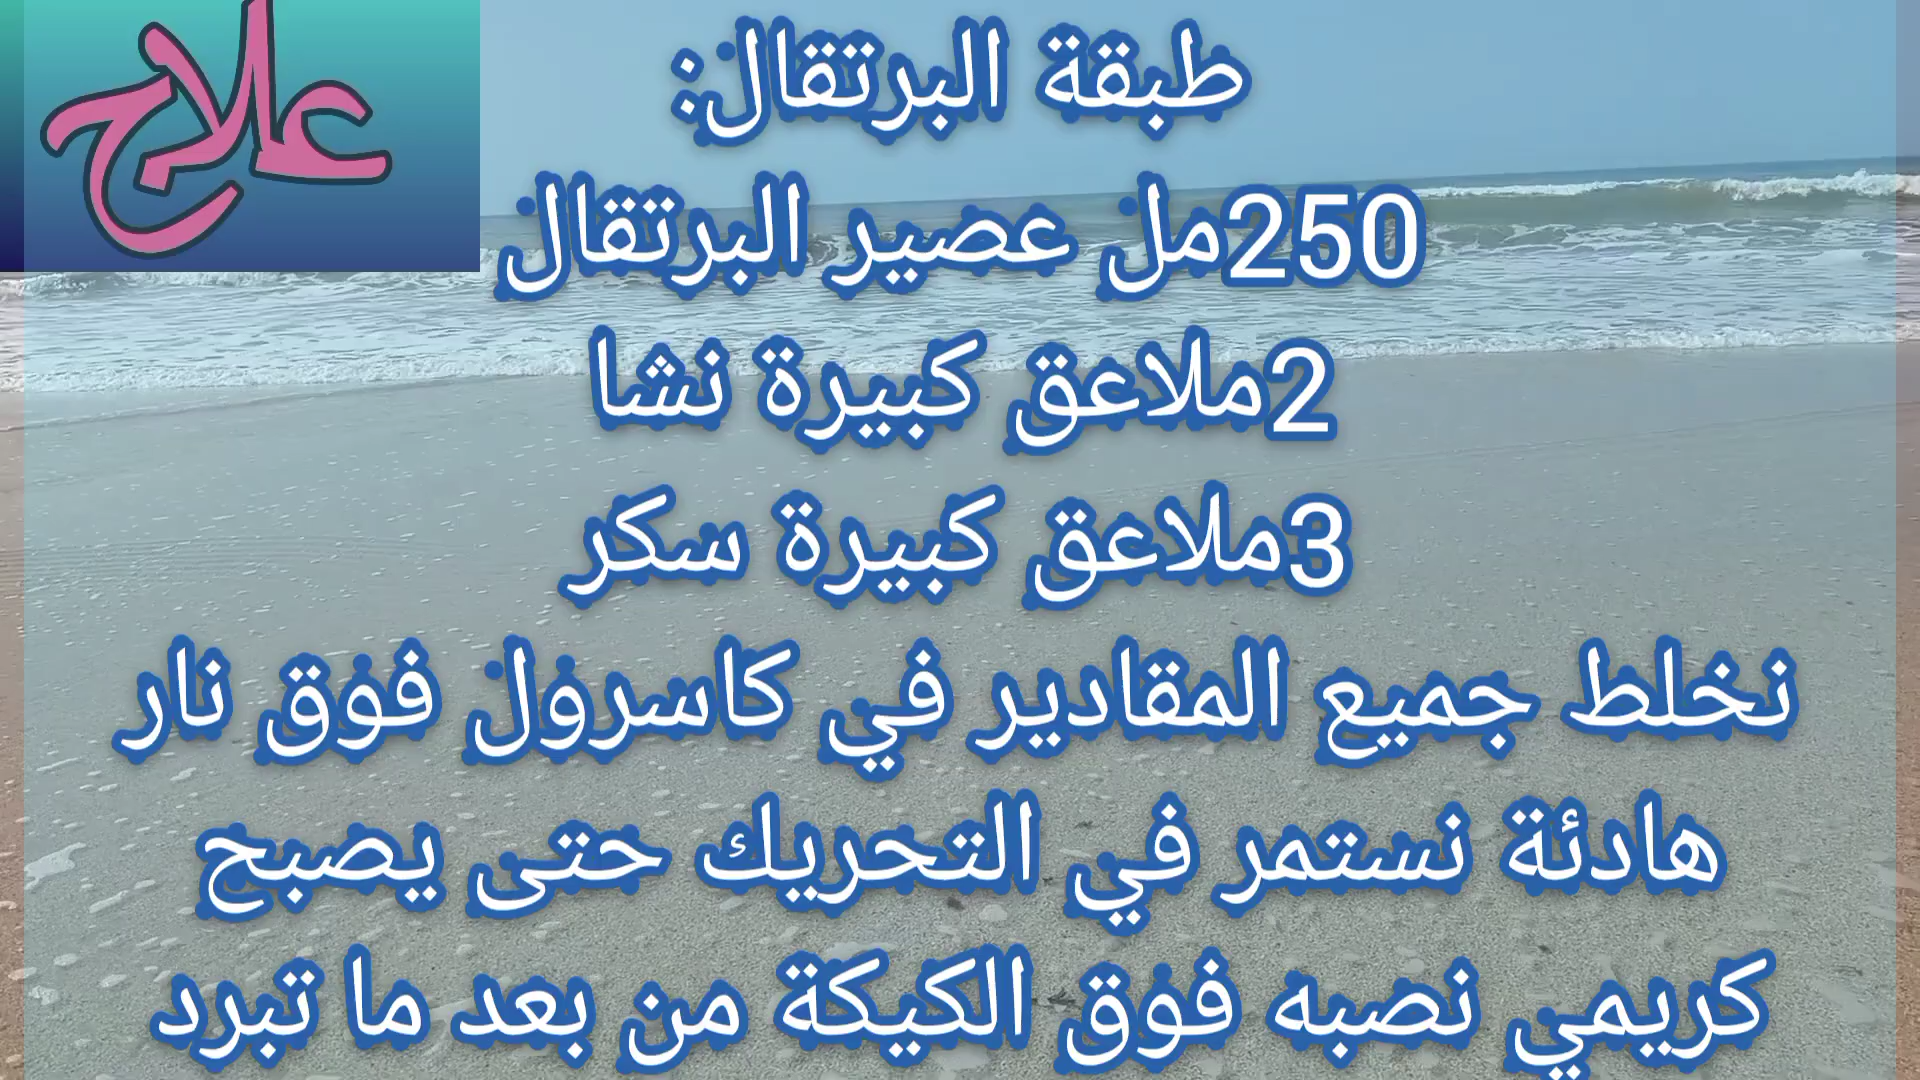 علاج
طبقة البرتقال:
250مل عصير البرتقال
2ملاعق كبيرة نشا
3ملاعق كبيرة سكر
نخلط جميع المقادير في كاسرول فوق نار
هادئة نستمر في التحريك حتى يصبح
كريمي نصبه فوق الكيكة من بعد ما تبرد